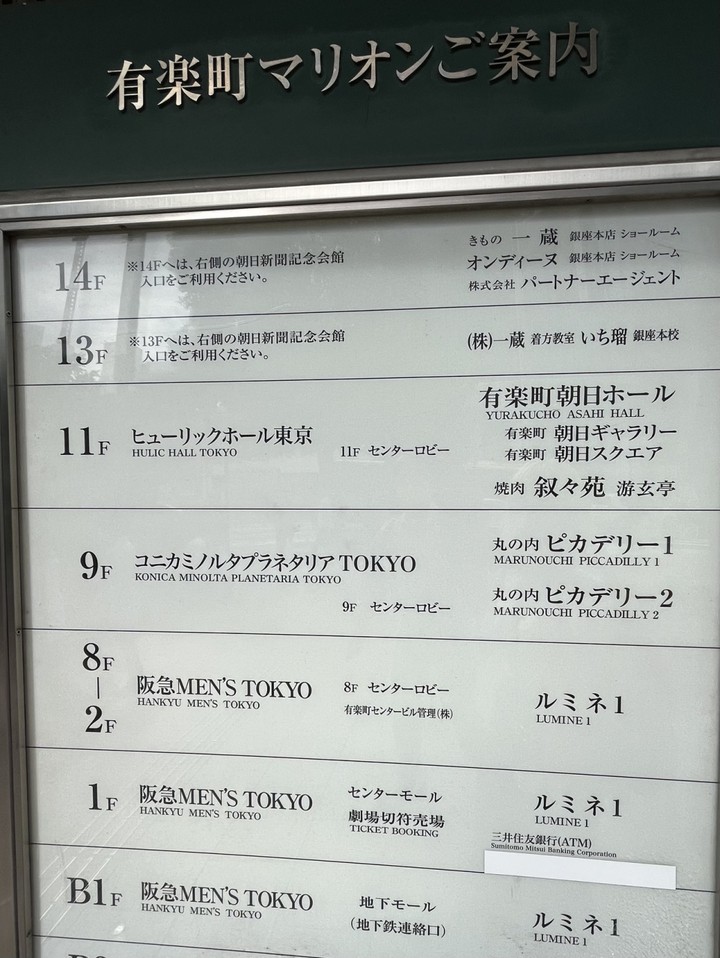 有楽町マリオンご案内
14F
※14Fへは、右側の朝日新聞記念会館
入口をご利用ください。
きもの 一蔵 銀座本店 ショールーム
オンディーヌ 銀座本店 ショールーム
株式会社 パートナーエージェント
13F
※13Fへは、右側の朝日新聞記念会館
入口をご利用ください。
(株)一蔵 着方教室 いち瑠 銀座本校
11F
ヒューリックホール東京
HULIC HALL TOKYO
11F センターロビー
有楽町朝日ホール
YURAKUCHO ASAHI HALL
有楽町 朝日ギャラリー
有楽町 朝日スクエア
焼肉 叙々苑 游玄亭
9F
コニカミノルタプラネタリア TOKYO
KONICA MINOLTA PLANETARIA TOKYO
9F センターロビー
丸の内 ピカデリー1
MARUNOUCHI PICCADILLY 1
丸の内 ピカデリー2
MARUNOUCHI PICCADILLY 2
8F
|
2F
阪急MEN'S TOKYO
HANKYU MEN'S TOKYO
8F センターロビー
有楽町センタービル管理(株)
ルミネ1
LUMINE 1
1F
阪急MEN'S TOKYO
HANKYU MEN'S TOKYO
センターモール
劇場切符売場
TICKET BOOKING
ルミネ1
LUMINE 1
三井住友銀行(ATM)
Sumitomo Mitsui Banking Corporation
B1F
阪急MEN'S TOKYO
HANKYU MEN'S TOKYO
地下モール
(地下鉄連絡口)
ルミネ1
LUMINE 1